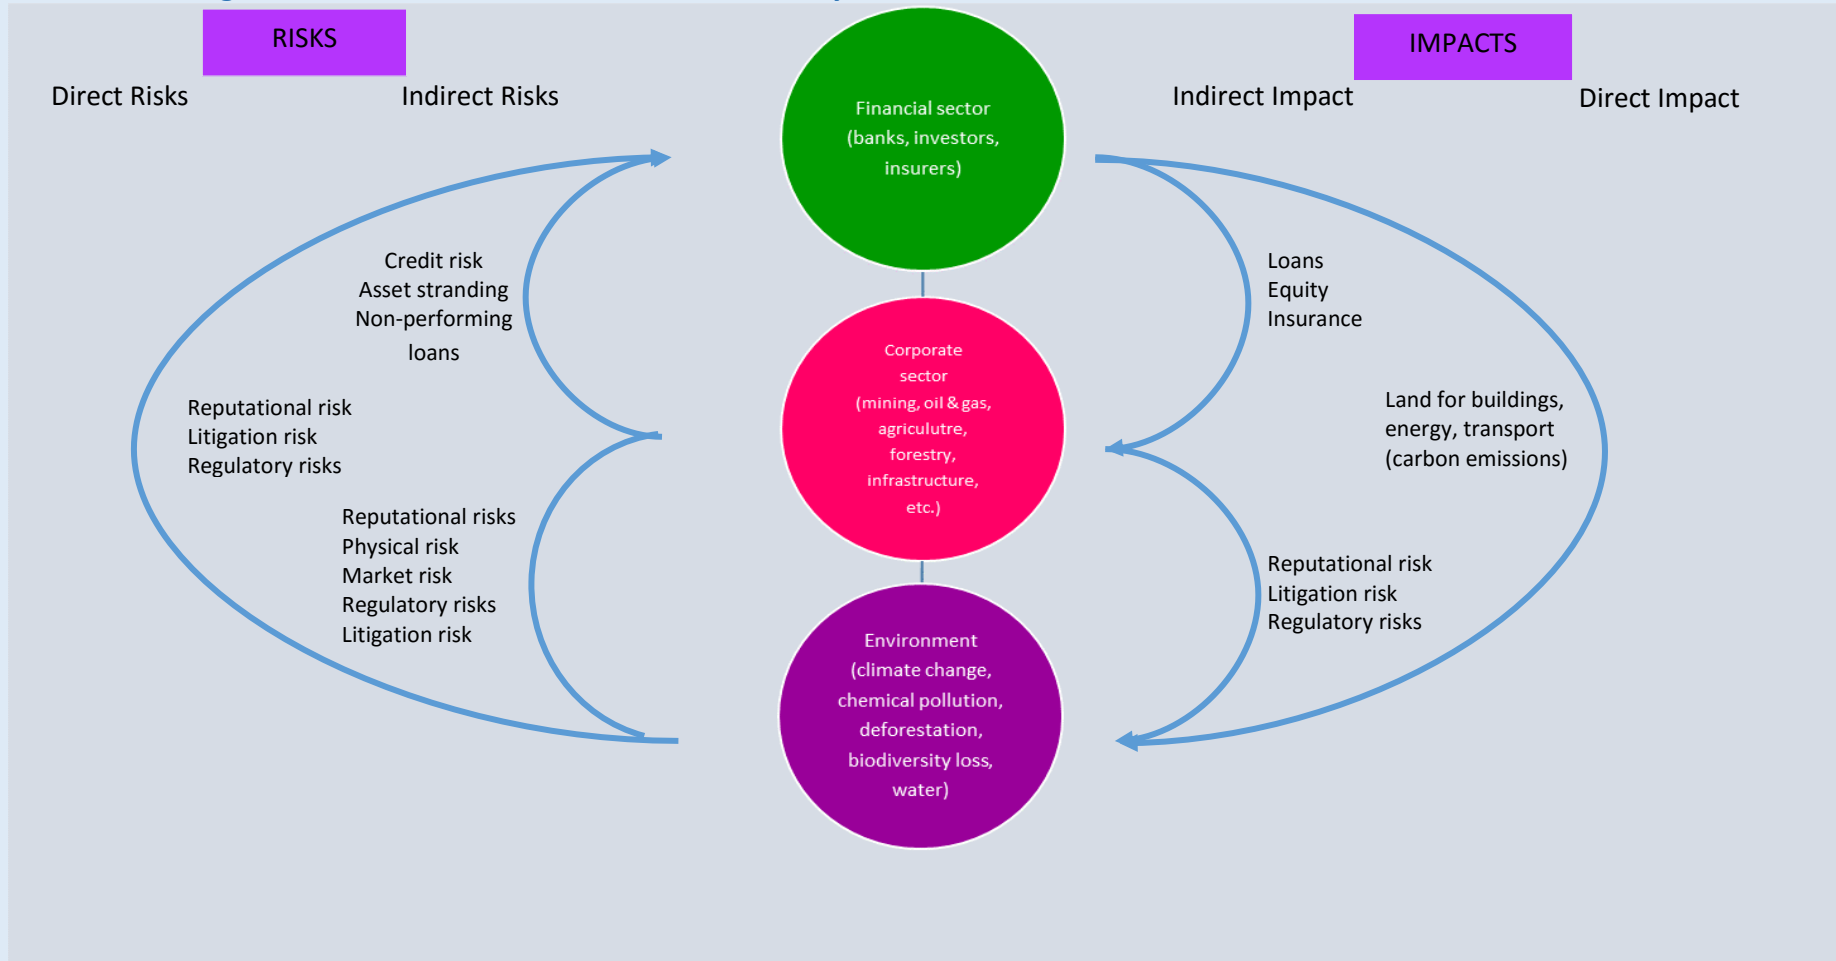 RISKS
IMPACTS
Direct Risks
Indirect Risks
Indirect Impact
Direct Impact
Financial sector
(banks, investors,
insurers)
Credit risk
Asset stranding
Non-performing
loans
Loans
Equity
Insurance
Corporate
sector
(mining, oil & gas,
agriculutre,
forestry,
infrastructure,
etc.)
Reputational risk
Litigation risk
Regulatory risks
Land for buildings,
energy, transport
(carbon emissions)
Reputational risks
Physical risk
Market risk
Regulatory risks
Litigation risk
Reputational risk
Litigation risk
Regulatory risks
Environment
(climate change,
chemical pollution,
deforestation,
biodiversity loss,
water)